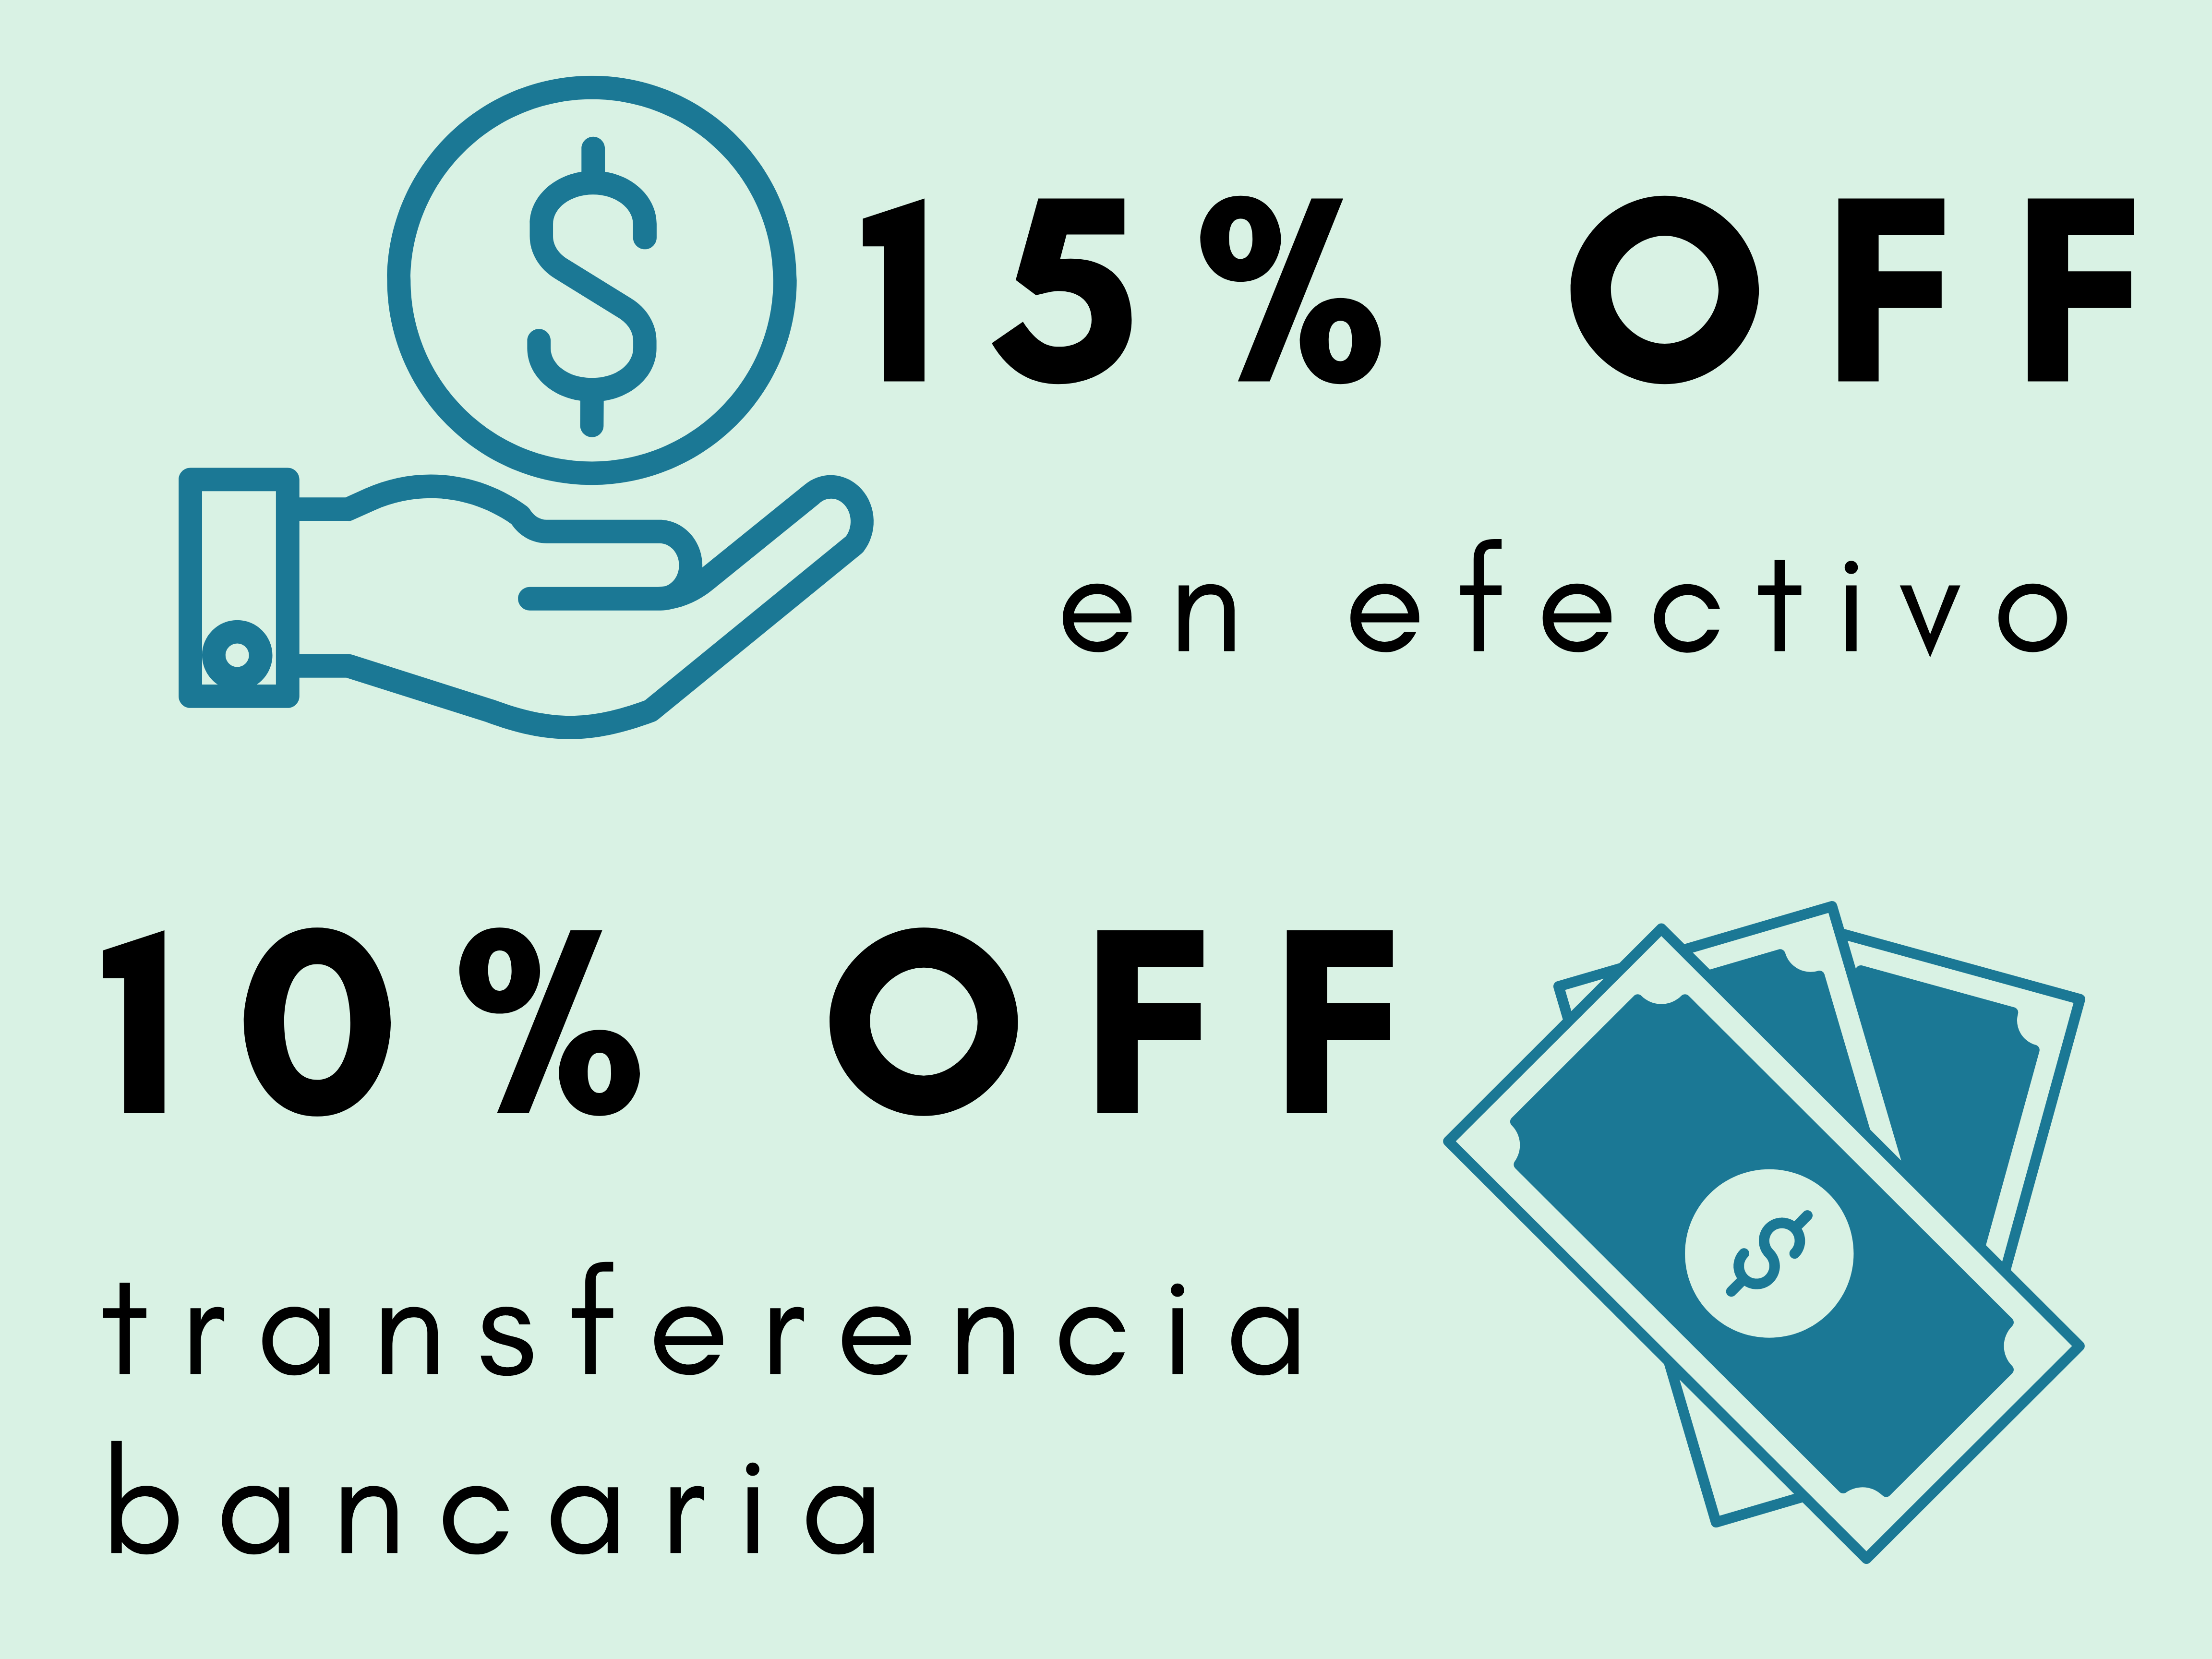 15% OFF
en efectivo
10% OFF
transferencia
bancaria